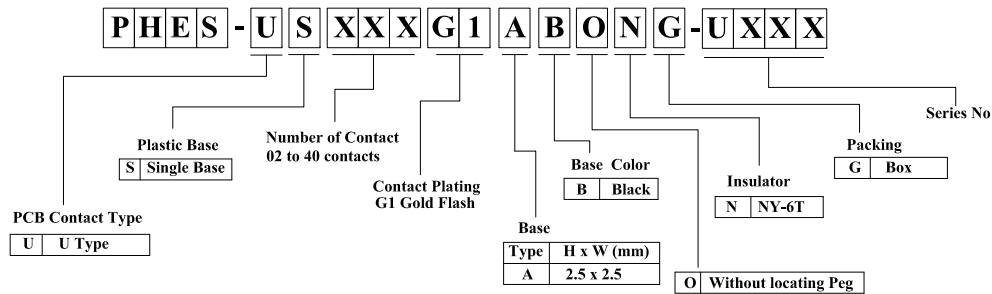 PHES-USXXXG1ABONG-UXXX
Series No
Number of Contact
02 to 40 contacts
Plastic Base
S Single Base
Packing
G Box
Base Color
B Black
Contact Plating
G1 Gold Flash
Insulator
N NY-6T
PCB Contact Type
U U Type
Base
Type H x W (mm)
A 2.5 x 2.5
O Without locating Peg